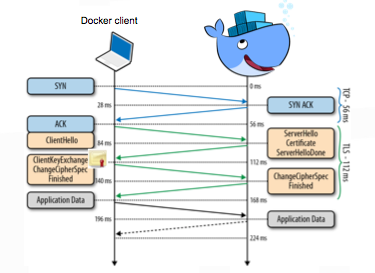 Docker client
SYN
0 ms
28 ms
SYN ACK
TCP - 56 ms
ACK
56 ms
ClientHello
84 ms
ServerHello
Certificate
ServerHelloDone
TLS - 112 ms
ClientKeyExchange
ChangeCipherSpec
Finished
112 ms
140 ms
ChangeCipherSpec
Finished
168 ms
Application Data
196 ms
Application Data
224 ms